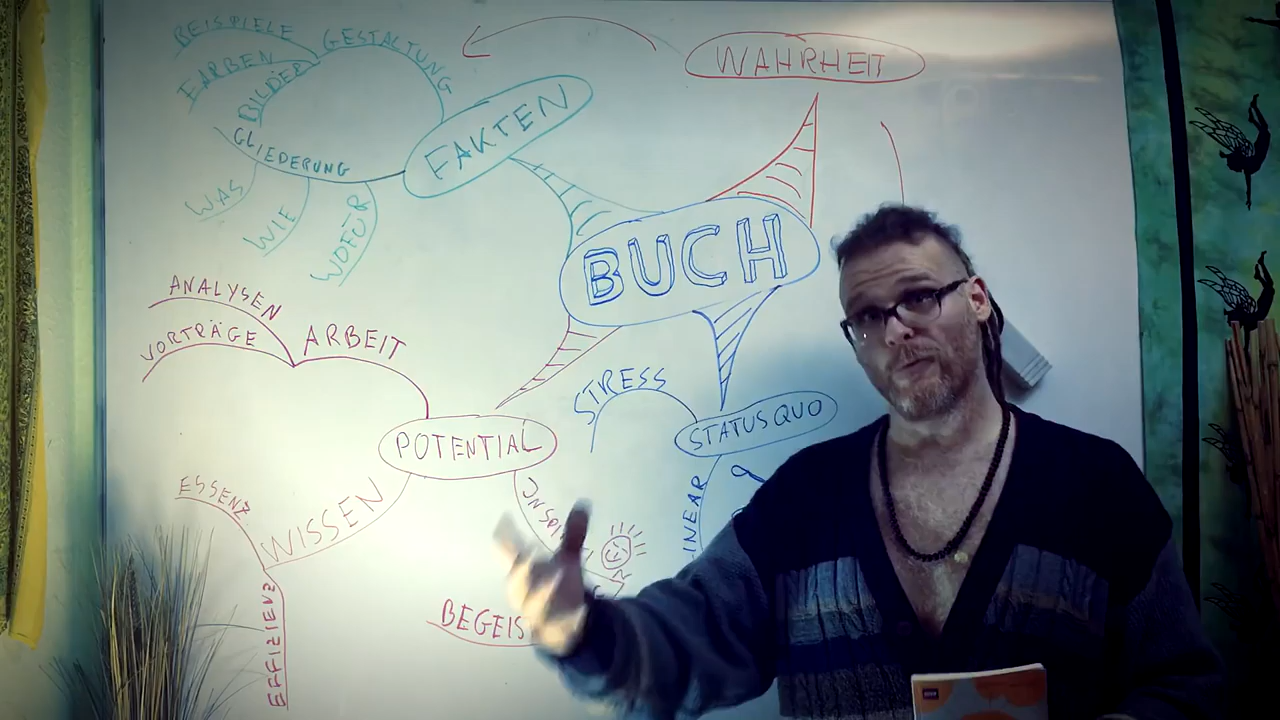 BEISPIELE
GESTALTUNG
FARBEN
BILDER
WAHRHEIT
FAKTEN
GLIEDERUNG
WAS
WIE
WOFÜR
BUCH
ANALYSEN
VORTRÄGE
ARBEIT
STRESS
POTENTIAL
STATUS QUO
ESSENZ
WISSEN
EFFIZIENZ